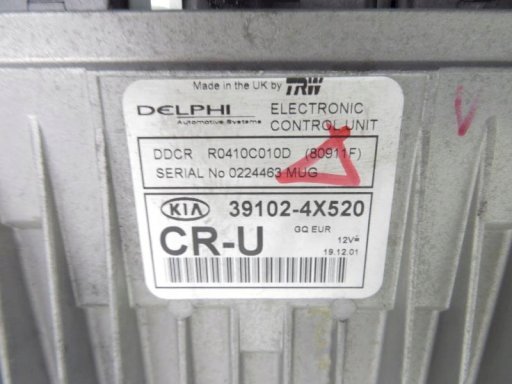 Made in the UK by TRW
DELPHI
Automotive Systems
ELECTRONIC
CONTROL UNIT
DDCR R0410C010D (80911F)
SERIAL No 0224463 MUG
KIA 39102-4X520
CR-U
GQ EUR
12V
19.12.01
V